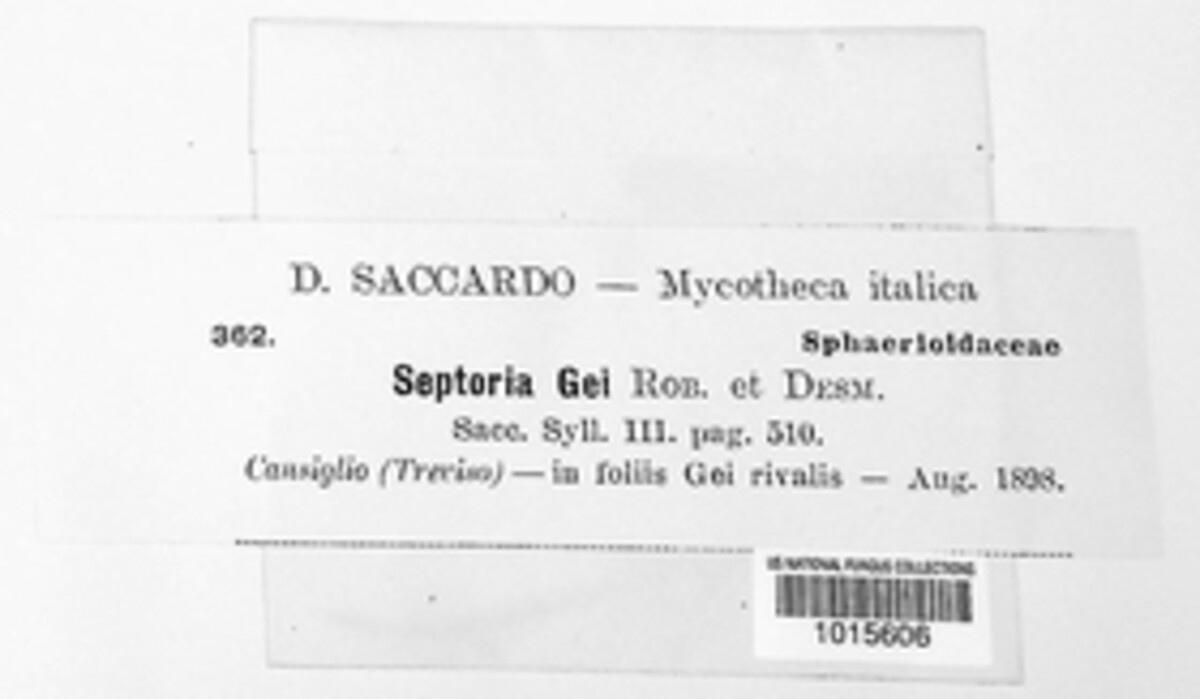 D. SACCARDO — Mycotheca italica
362. Sphaerioidaceae
Septoria Gei ROB. et DESM.
Sacc. Syll. III. pag. 510.
Cansiglio (Treviso) — in foliis Gei rivalis — Aug. 1898.
US NATIONAL FUNGUS COLLECTIONS
1015606